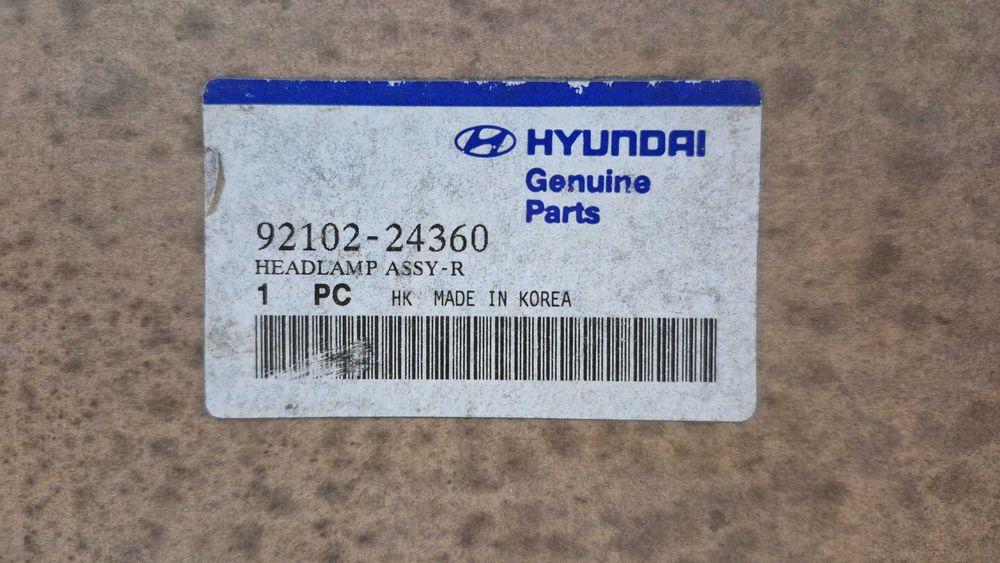 HYUNDAI
Genuine
Parts
92102-24360
HEADLAMP ASSY-R
1 PC HK MADE IN KOREA